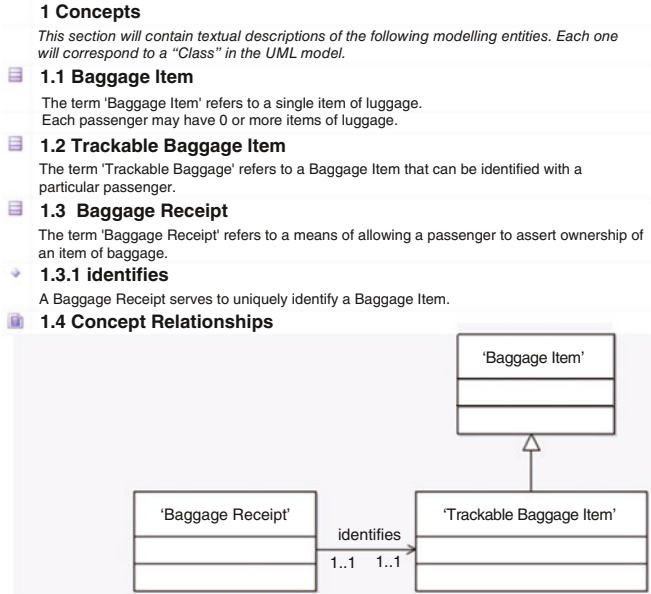 1 Concepts
This section will contain textual descriptions of the following modelling entities. Each one
will correspond to a “Class” in the UML model.
1.1 Baggage Item
The term 'Baggage Item' refers to a single item of luggage.
Each passenger may have 0 or more items of luggage.
1.2 Trackable Baggage Item
The term 'Trackable Baggage' refers to a Baggage Item that can be identified with a
particular passenger.
1.3 Baggage Receipt
The term 'Baggage Receipt' refers to a means of allowing a passenger to assert ownership of
an item of baggage.
1.3.1 identifies
A Baggage Receipt serves to uniquely identify a Baggage Item.
1.4 Concept Relationships
‘Baggage Item’
‘Baggage Receipt’
identifies
1..1 1..1
‘Trackable Baggage Item’